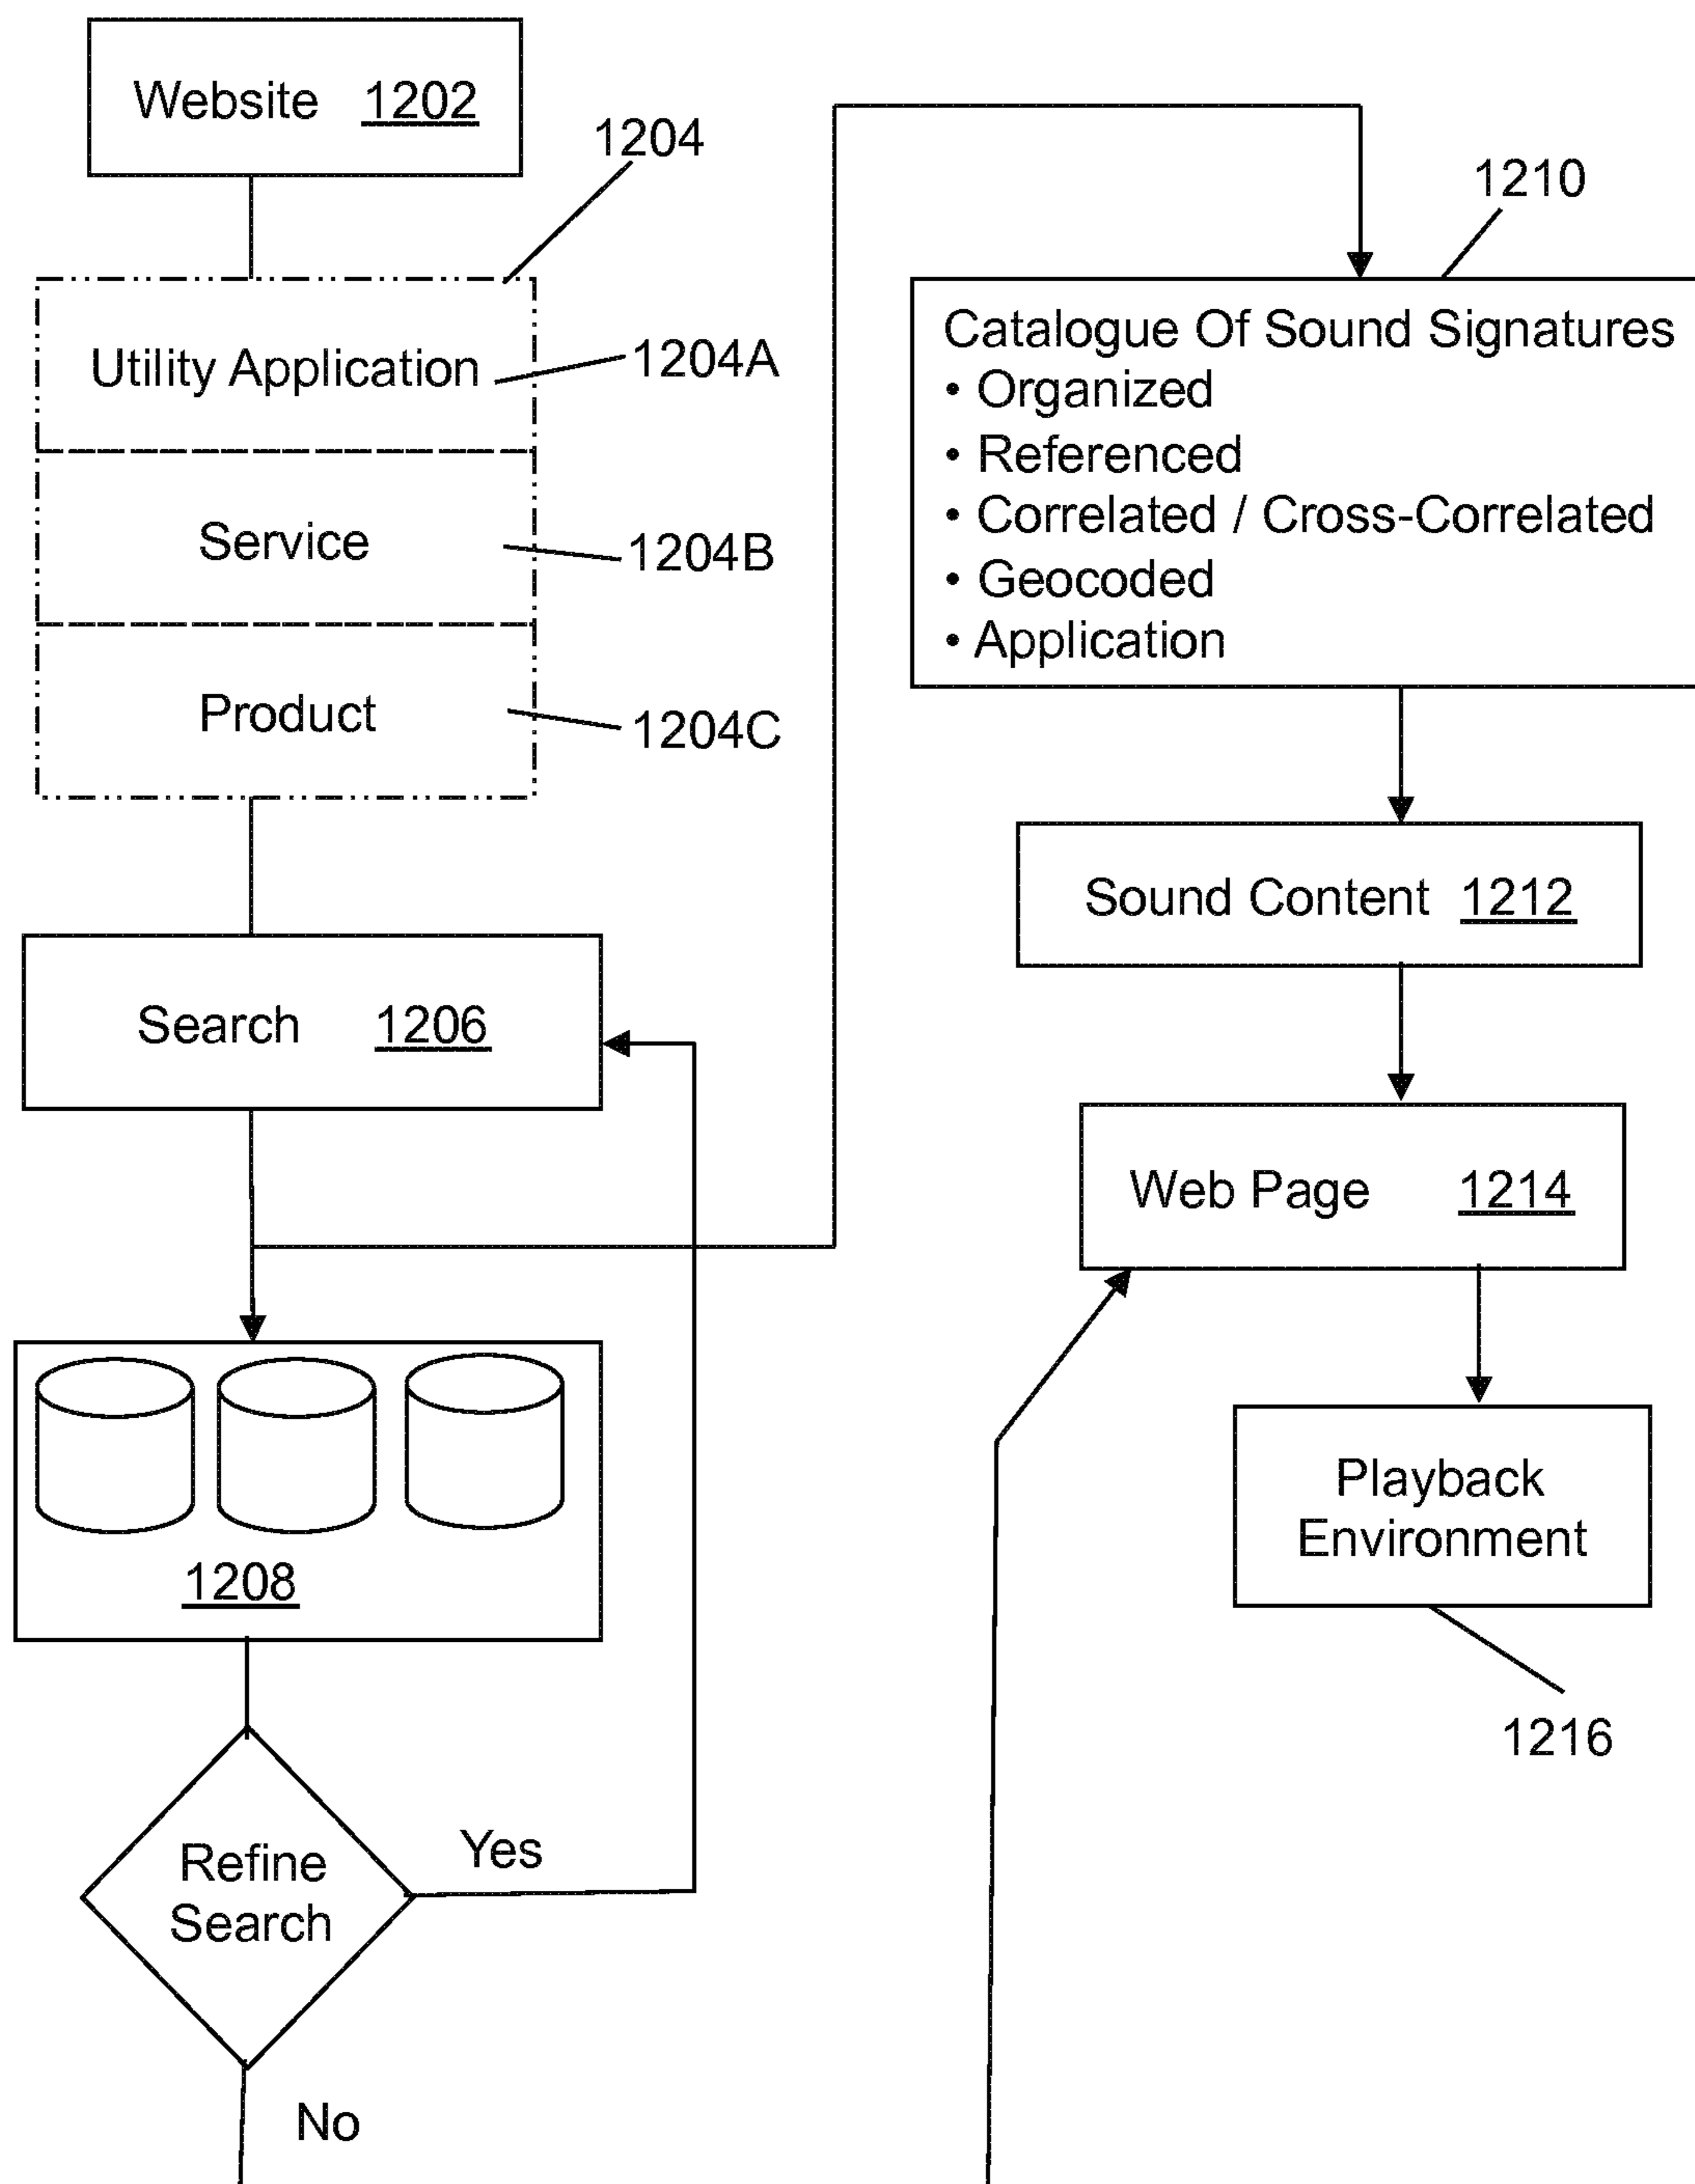 Website 1202
1204
Utility Application
1204A
Service
1204B
Product
1204C
Search 1206
1208
Refine
Search
Yes
No
1210
Catalogue Of Sound Signatures
• Organized
• Referenced
• Correlated / Cross-Correlated
• Geocoded
• Application
Sound Content 1212
Web Page 1214
Playback
Environment
1216